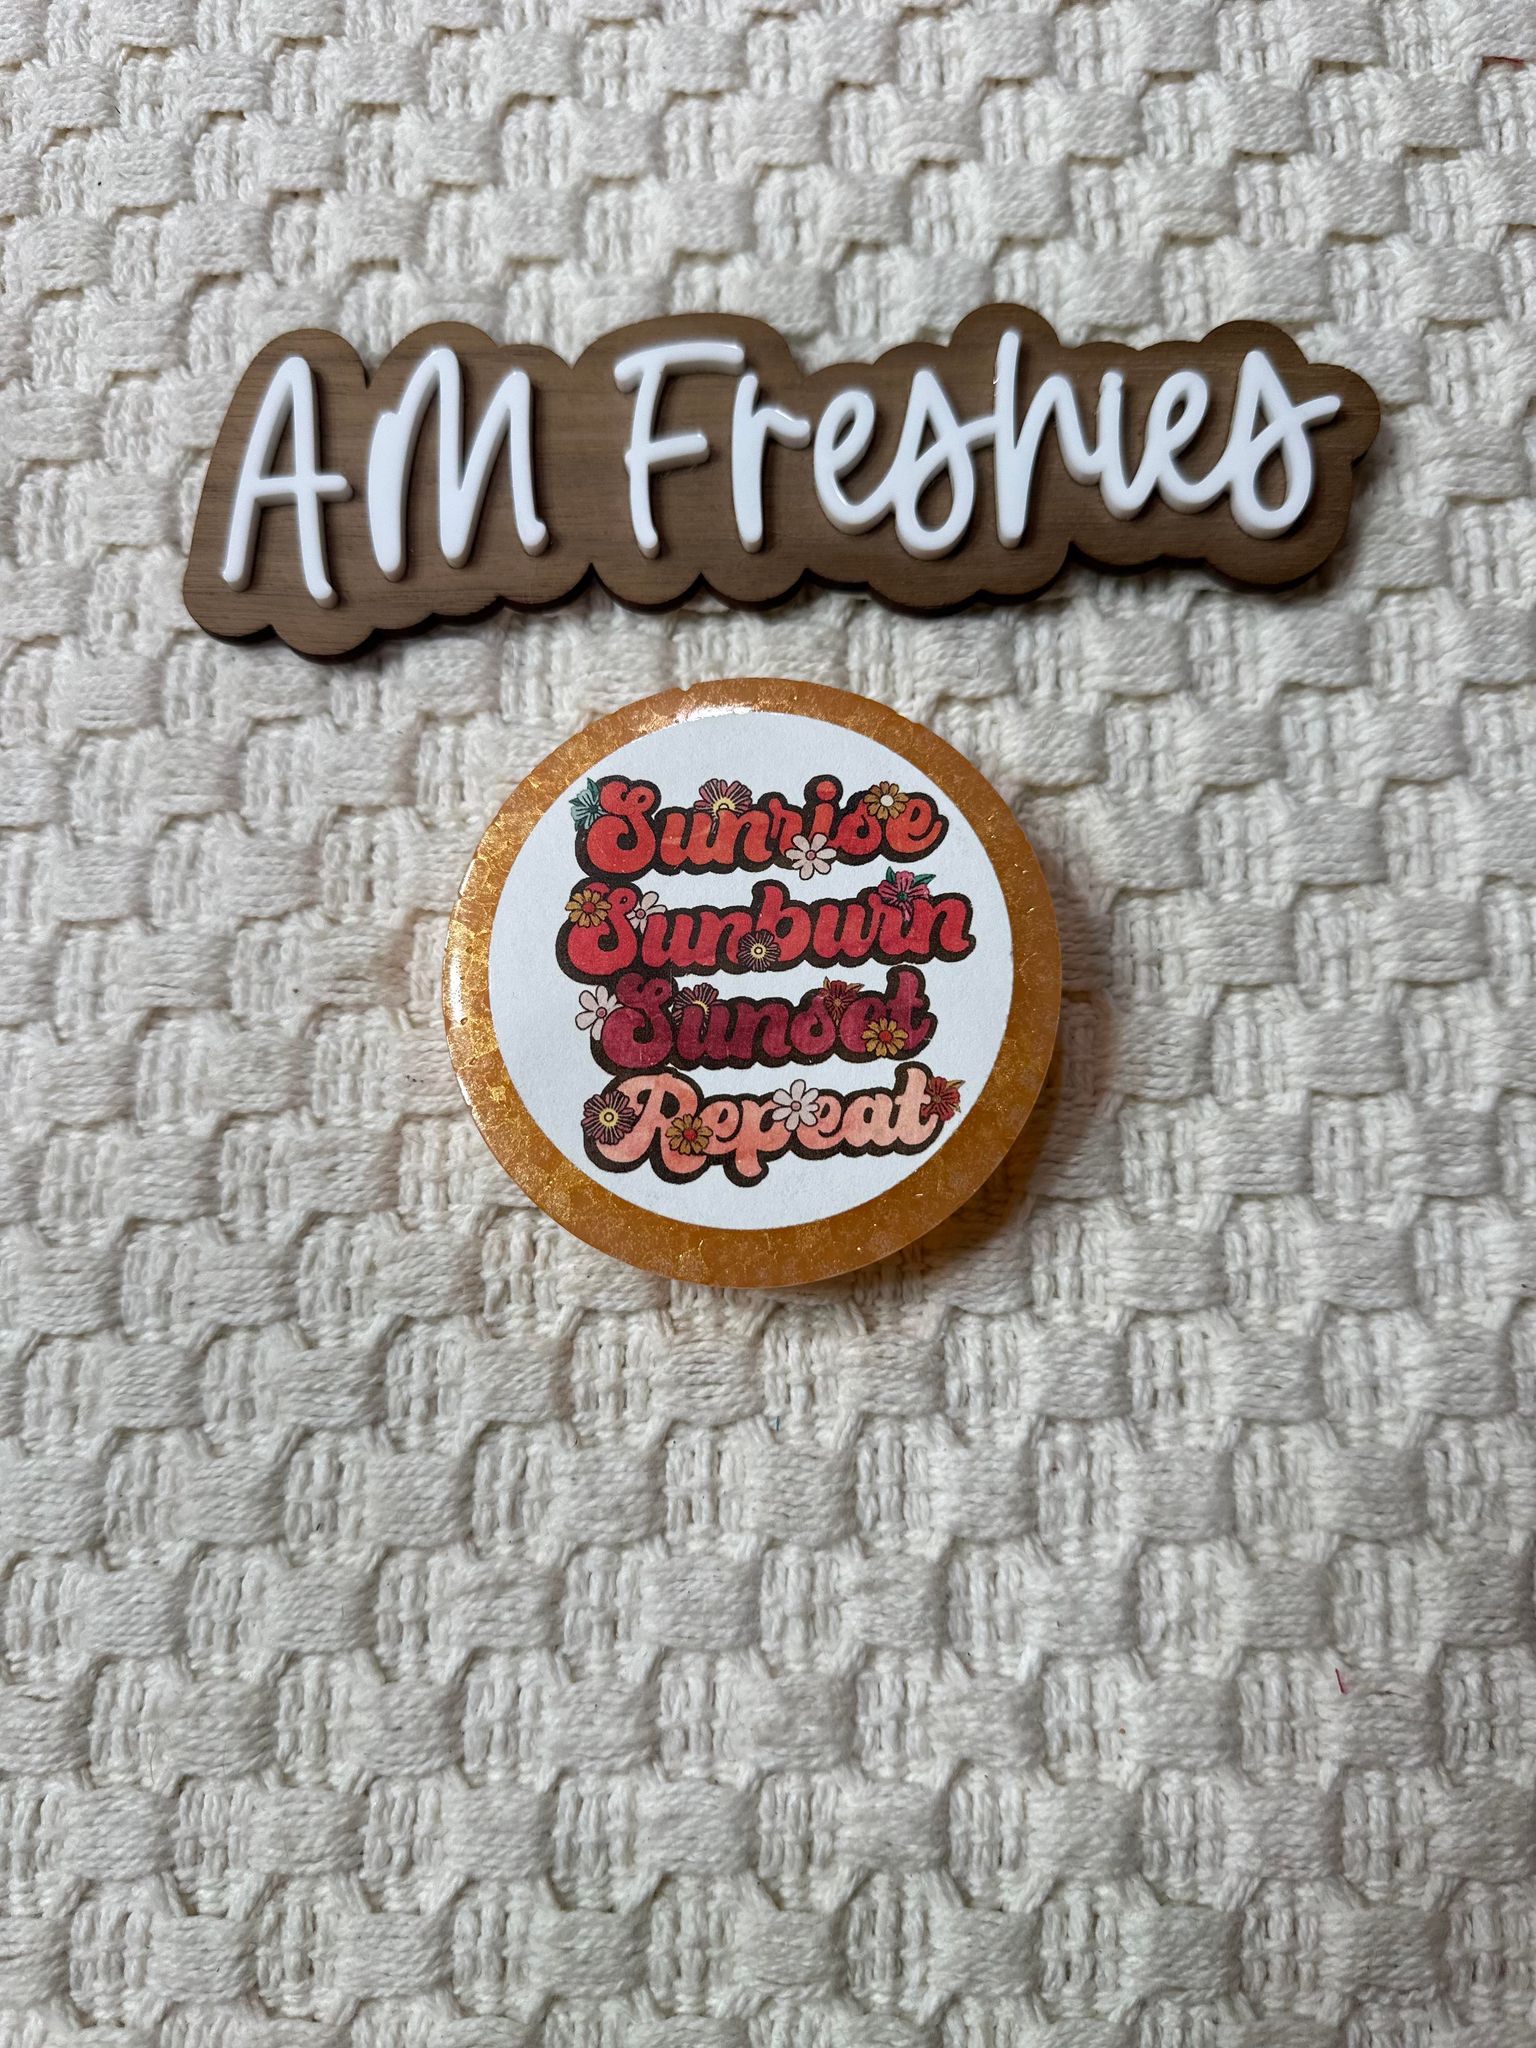 AM Freshies
Sunrise
Sunburn
Sunset
Repeat